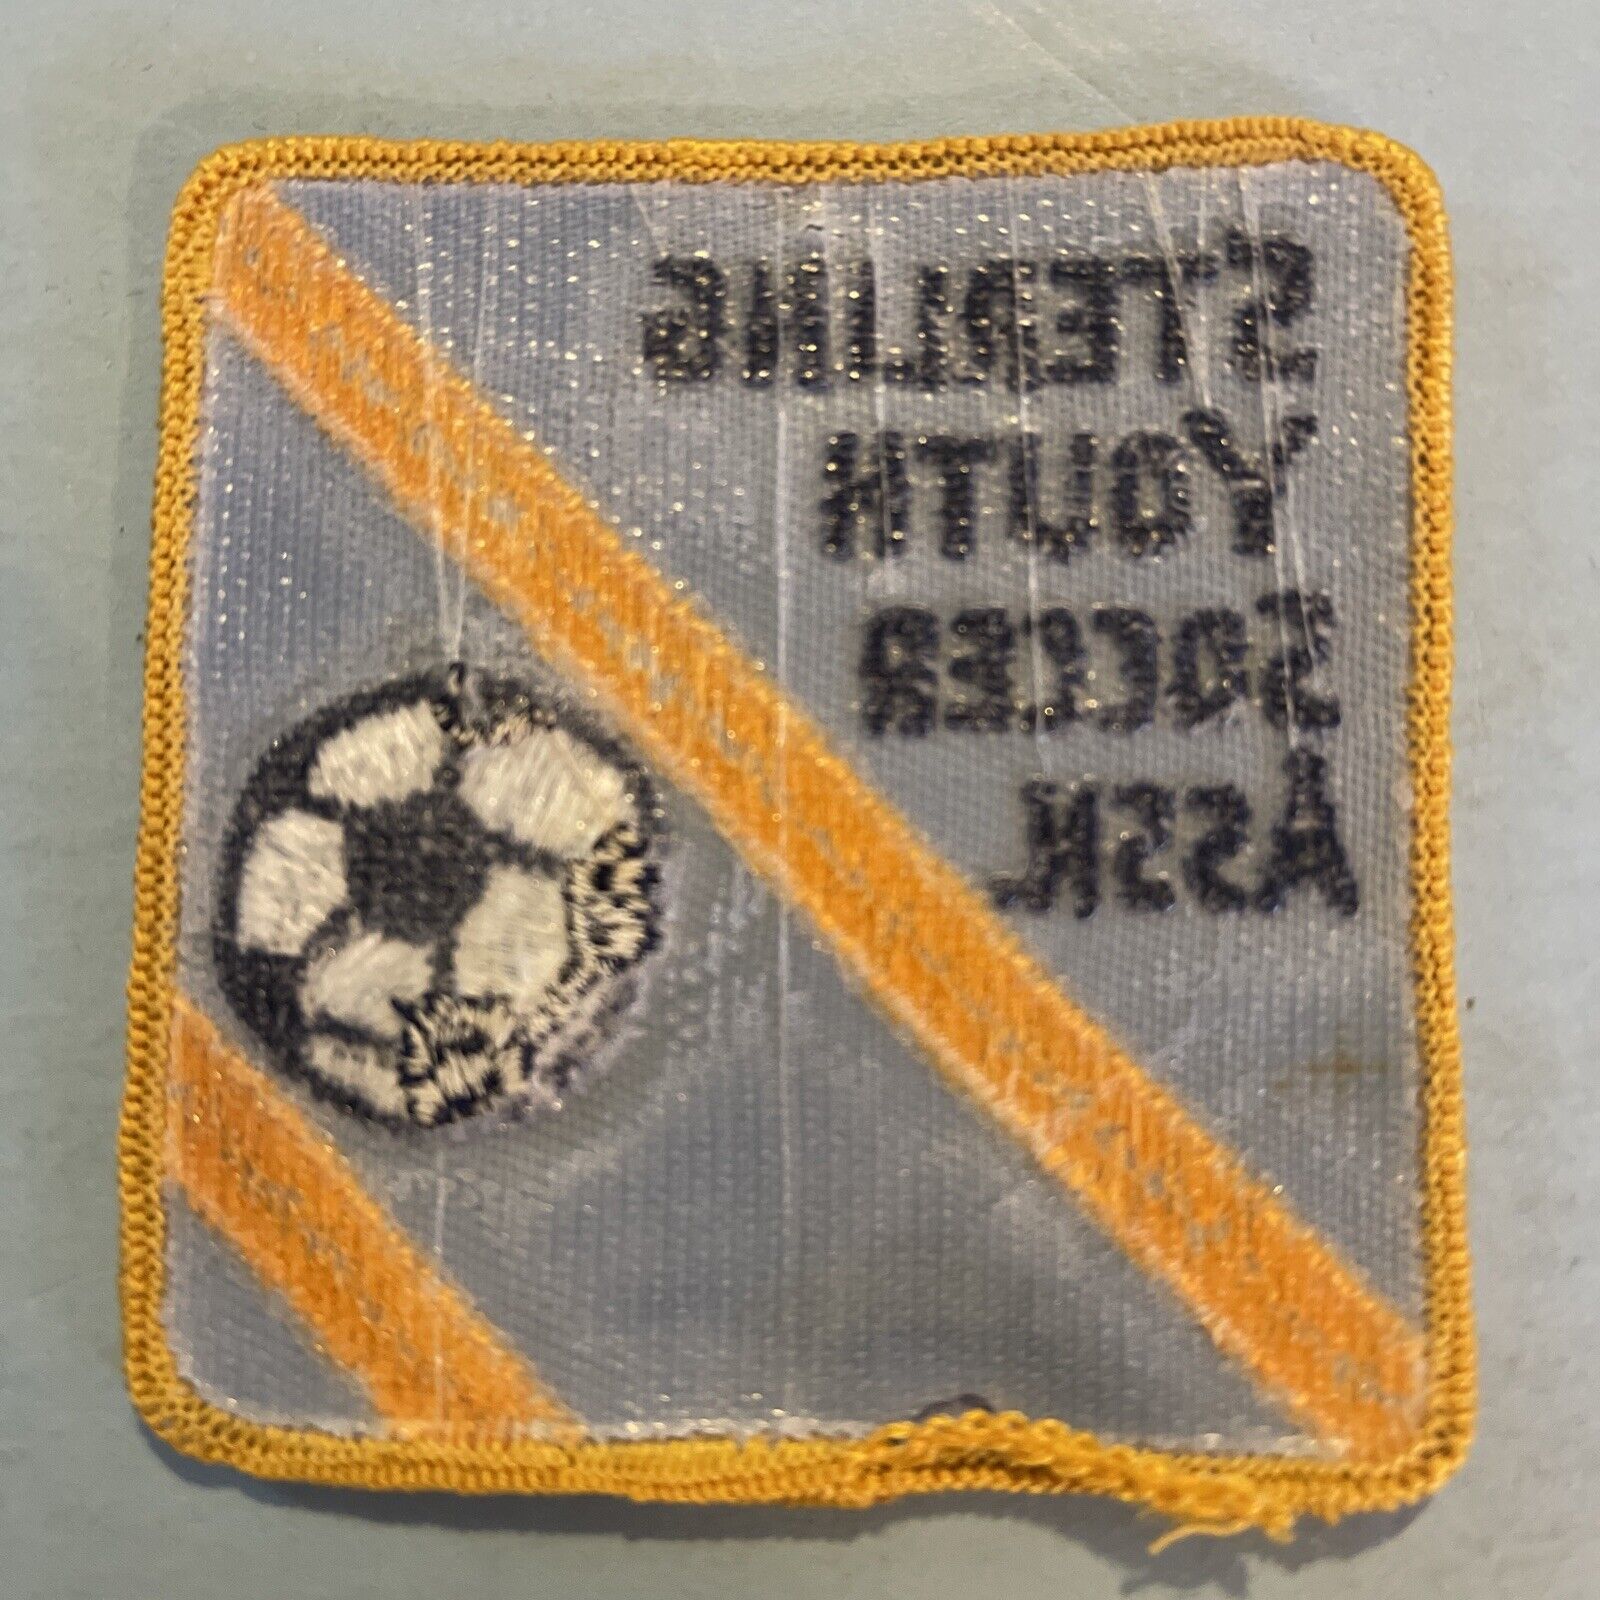 STERLING
YOUTH
SOCCER
ASSN.